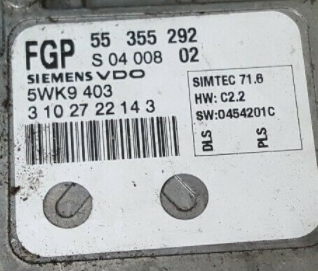 FGP 55 355 292
S 04 008 02
SIEMENS VDO
5WK9 403
3 10 27 22 14 3
SIMTEC 71.6
HW: C2.2
SW:0454201C
DLS
PLS